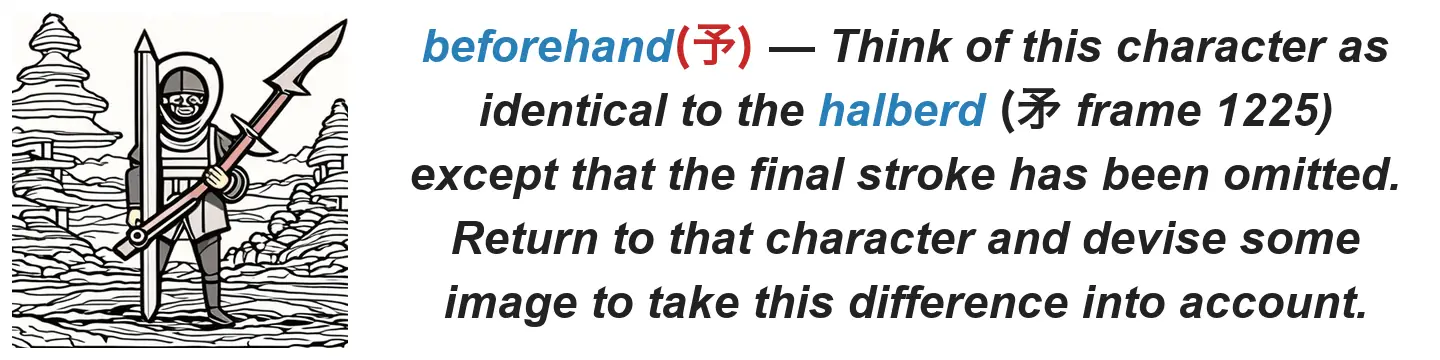 beforehand(予) — Think of this character as
identical to the halberd (矛 frame 1225)
except that the final stroke has been omitted.
Return to that character and devise some
image to take this difference into account.